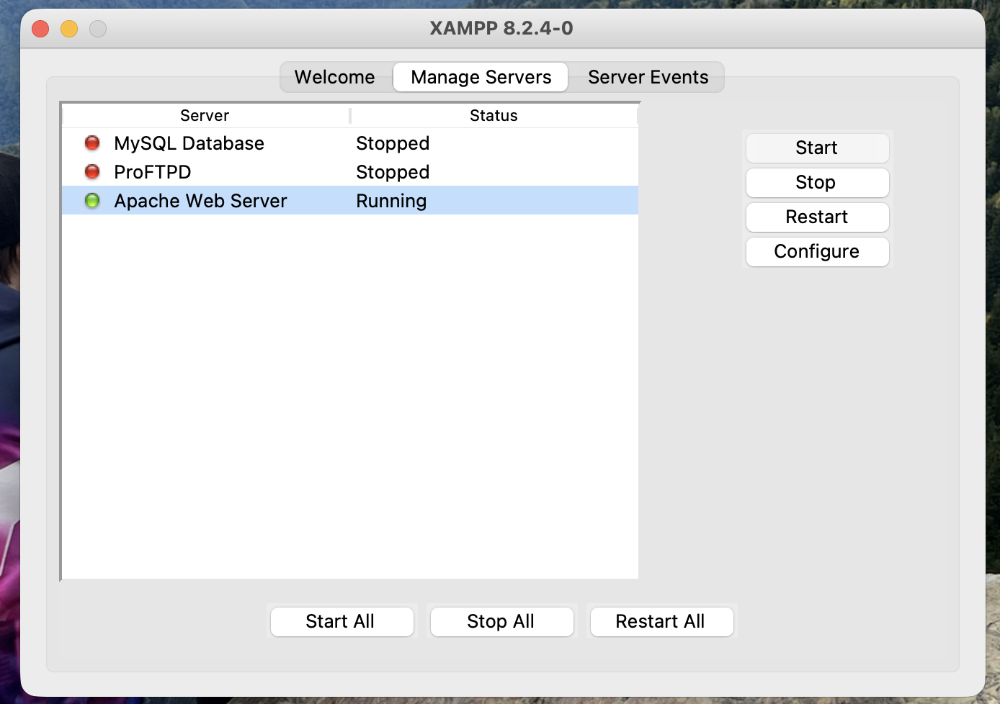 XAMPP 8.2.4-0
Welcome Manage Servers Server Events
Server Status
MySQL Database Stopped
ProFTPD Stopped
Apache Web Server Running
Start
Stop
Restart
Configure
Start All Stop All Restart All